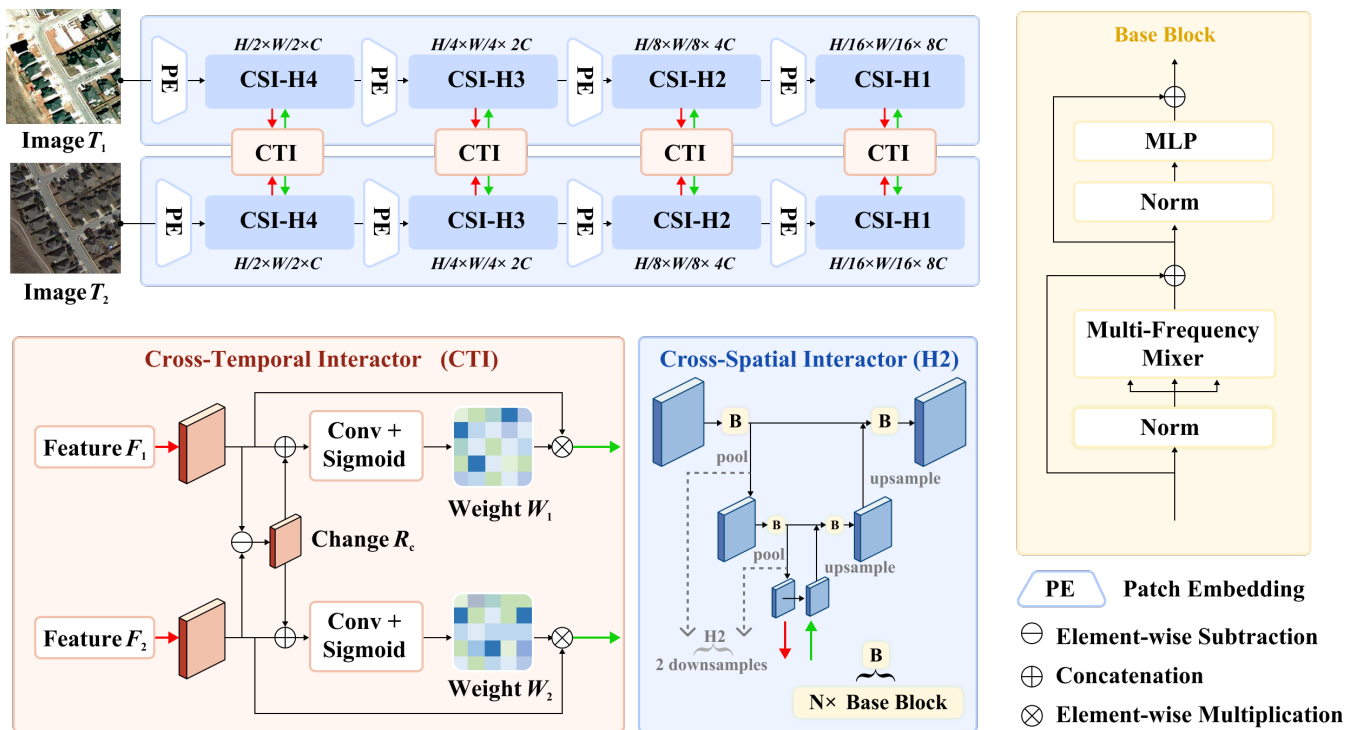 H/2×W/2×C
H/4×W/4× 2C
H/8×W/8× 4C
H/16×W/16× 8C
PE
CSI-H4
PE
CSI-H3
PE
CSI-H2
PE
CSI-H1
Image T1
CTI
CTI
CTI
CTI
PE
CSI-H4
PE
CSI-H3
PE
CSI-H2
PE
CSI-H1
H/2×W/2×C
H/4×W/4× 2C
H/8×W/8× 4C
H/16×W/16× 8C
Image T2
Base Block
MLP
Norm
Multi-Frequency
Mixer
Norm
Cross-Temporal Interactor (CTI)
Feature F1
Conv +
Sigmoid
Weight W1
Change Rc
Feature F2
Conv +
Sigmoid
Weight W2
Cross-Spatial Interactor (H2)
B
B
pool
upsample
B
B
pool
upsample
H2
2 downsamples
B
N× Base Block
PE
Patch Embedding
Element-wise Subtraction
Concatenation
Element-wise Multiplication